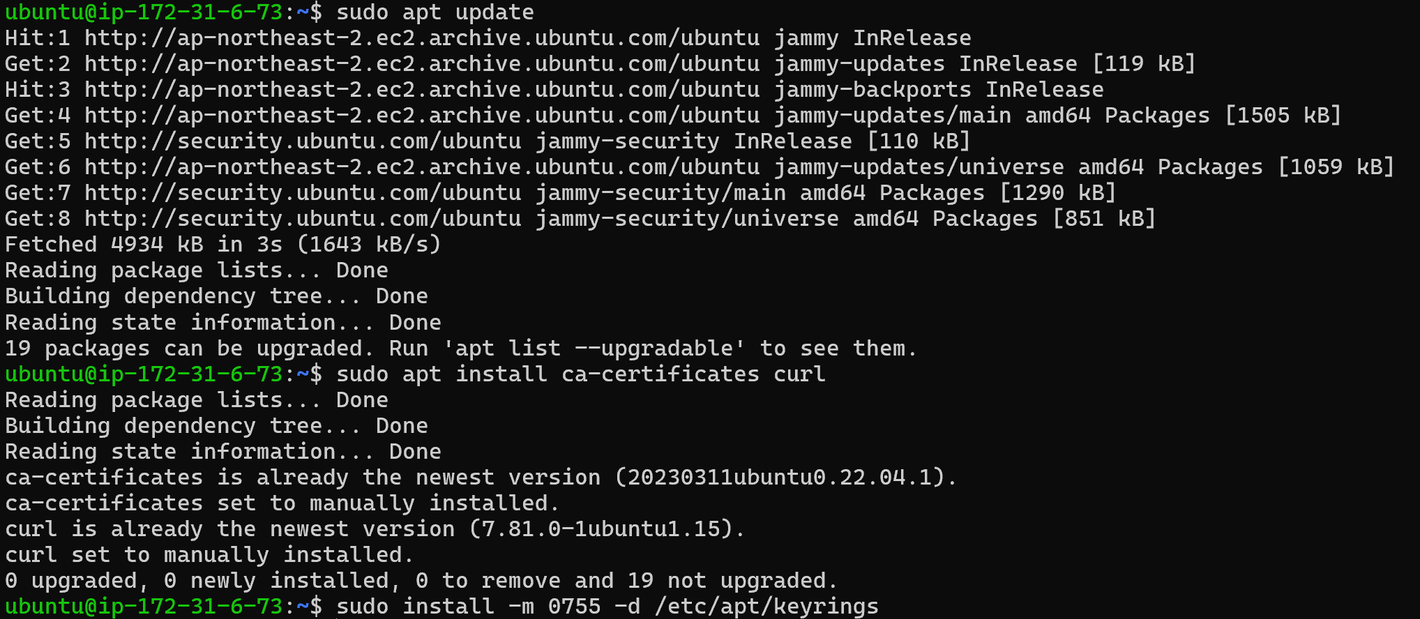 ubuntu@ip-172-31-6-73:~$ sudo apt update
Hit:1 http://ap-northeast-2.ec2.archive.ubuntu.com/ubuntu jammy InRelease
Get:2 http://ap-northeast-2.ec2.archive.ubuntu.com/ubuntu jammy-updates InRelease [119 kB]
Hit:3 http://ap-northeast-2.ec2.archive.ubuntu.com/ubuntu jammy-backports InRelease
Get:4 http://ap-northeast-2.ec2.archive.ubuntu.com/ubuntu jammy-updates/main amd64 Packages [1505 kB]
Get:5 http://security.ubuntu.com/ubuntu jammy-security InRelease [110 kB]
Get:6 http://ap-northeast-2.ec2.archive.ubuntu.com/ubuntu jammy-updates/universe amd64 Packages [1059 kB]
Get:7 http://security.ubuntu.com/ubuntu jammy-security/main amd64 Packages [1290 kB]
Get:8 http://security.ubuntu.com/ubuntu jammy-security/universe amd64 Packages [851 kB]
Fetched 4934 kB in 3s (1643 kB/s)
Reading package lists... Done
Building dependency tree... Done
Reading state information... Done
19 packages can be upgraded. Run 'apt list --upgradable' to see them.
ubuntu@ip-172-31-6-73:~$ sudo apt install ca-certificates curl
Reading package lists... Done
Building dependency tree... Done
Reading state information... Done
ca-certificates is already the newest version (20230311ubuntu0.22.04.1).
ca-certificates set to manually installed.
curl is already the newest version (7.81.0-1ubuntu1.15).
curl set to manually installed.
0 upgraded, 0 newly installed, 0 to remove and 19 not upgraded.
ubuntu@ip-172-31-6-73:~$ sudo install -m 0755 -d /etc/apt/keyrings